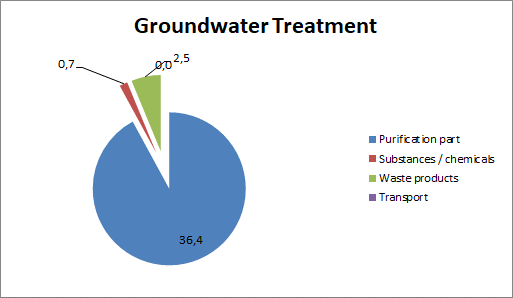 Groundwater Treatment
0,7
0,0
2,5
36,4
Purification part
Substances / chemicals
Waste products
Transport